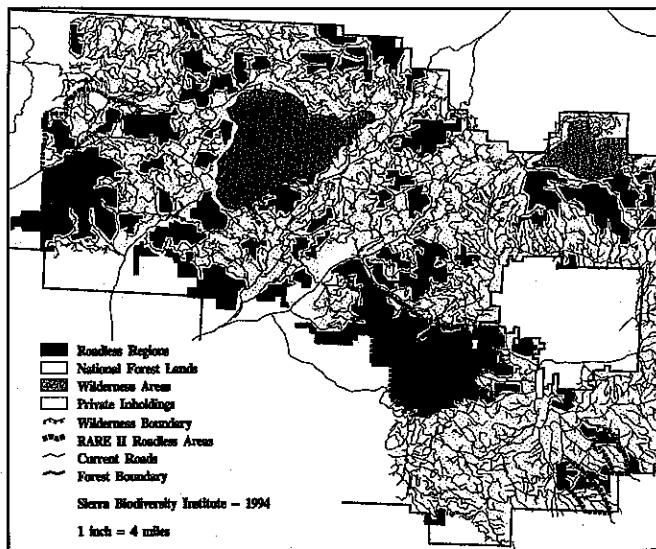 Roadless Regions
National Forest Lands
Wilderness Areas
Private Inholdings
Wilderness Boundary
RARE II Roadless Areas
Current Roads
Forest Boundary
Sierra Biodiversity Institute - 1994
1 inch = 4 miles